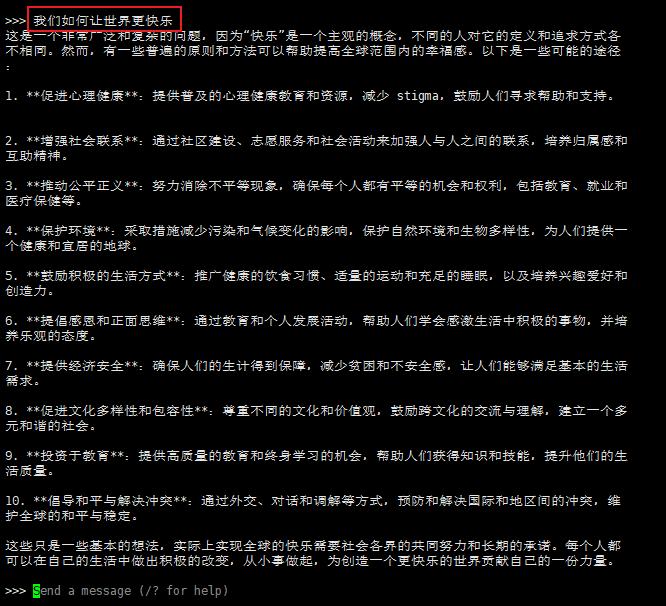 >>> 我们如何让世界更快乐
这是一个非常广泛和复杂的问题，因为“快乐”是一个主观的概念，不同的人对它的定义和追求方式各
不相同。然而，有一些普遍的原则和方法可以帮助提高全球范围内的幸福感。以下是一些可能的途径
：
1. **促进心理健康**：提供普及的心理健康教育和资源，减少 stigma，鼓励人们寻求帮助和支持。
2. **增强社会联系**：通过社区建设、志愿服务和社会活动来加强人与人之间的联系，培养归属感和
互助精神。
3. **推动公平正义**：努力消除不平等现象，确保每个人都有平等的机会和权利，包括教育、就业和
医疗保健等。
4. **保护环境**：采取措施减少污染和气候变化的影响，保护自然环境和生物多样性，为人们提供一
个健康和宜居的地球。
5. **鼓励积极的生活方式**：推广健康的饮食习惯、适量的运动和充足的睡眠，以及培养兴趣爱好和
创造力。
6. **提倡感恩和正面思维**：通过教育和个人发展活动，帮助人们学会感激生活中积极的事物，并培
养乐观的态度。
7. **提供经济安全**：确保人们的生计得到保障，减少贫困和不安全感，让人们能够满足基本的生活
需求。
8. **促进文化多样性和包容性**：尊重不同的文化和价值观，鼓励跨文化的交流与理解，建立一个多
元和谐的社会。
9. **投资于教育**：提供高质量的教育和终身学习的机会，帮助人们获得知识和技能，提升他们的生
活质量。
10. **倡导和平与解决冲突**：通过外交、对话和调解等方式，预防和解决国际和地区间的冲突，维
护全球的和平与稳定。
这些只是一些基本的想法，实际上实现全球的快乐需要社会各界的共同努力和长期的承诺。每个人都
可以在自己的生活中做出积极的改变，从小事做起，为创造一个更快乐的世界贡献自己的一份力量。
>>> Send a message (/? for help)